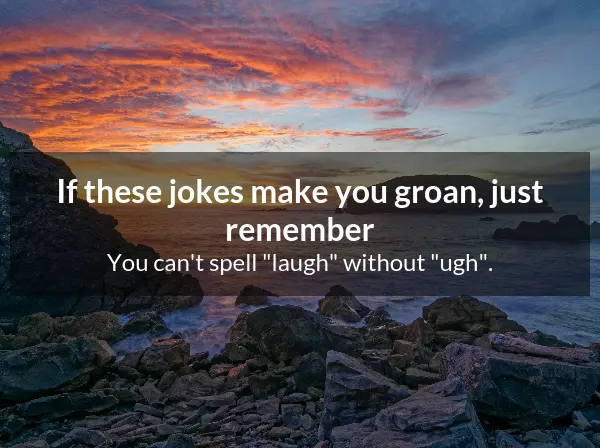 If these jokes make you groan, just
remember
You can't spell "laugh" without "ugh".